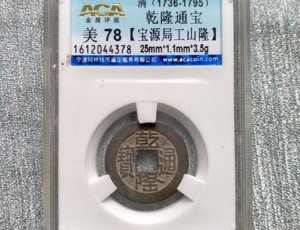 ACA
金盾评级
清（1736-1795）
乾隆通宝
美 78【宝源局工山隆】
1612044378
25mm*1.1mm*3.5g
www.acacoin.com
乾
寶 通
隆